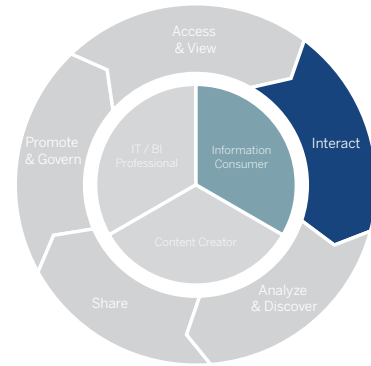 Access
& View
Interact
Analyze
& Discover
Share
Promote
& Govern
IT / BI
Professional
Information
Consumer
Content Creator